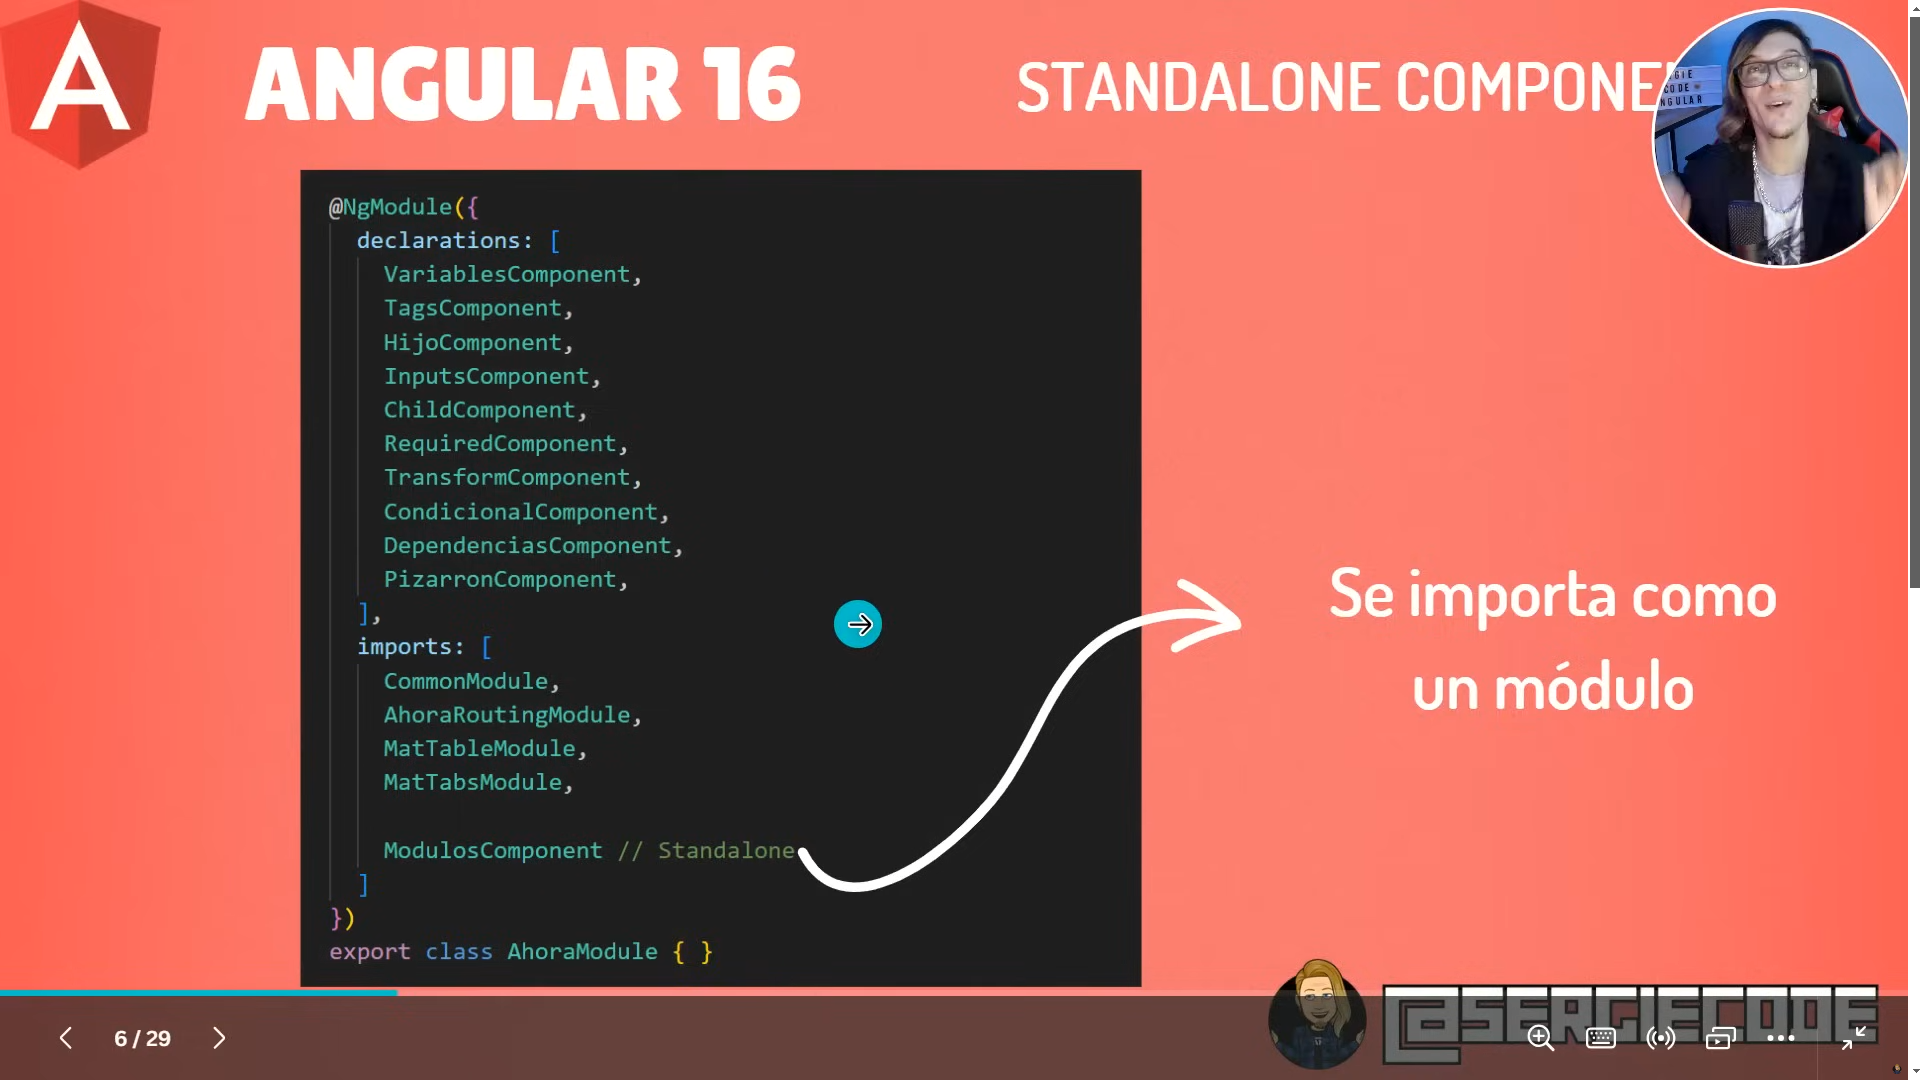 ANGULAR 16
STANDALONE COMPONE
@NgModule({
declarations: [
VariablesComponent,
TagsComponent,
HijoComponent,
InputsComponent,
ChildComponent,
RequiredComponent,
TransformComponent,
CondicionalComponent,
DependenciasComponent,
PizarronComponent,
],
imports: [
CommonModule,
AhoraRoutingModule,
MatTableModule,
MatTabsModule,
ModulosComponent // Standalone
]
})
export class AhoraModule { }
Se importa como
un módulo
@SERGIECODE
6 / 29